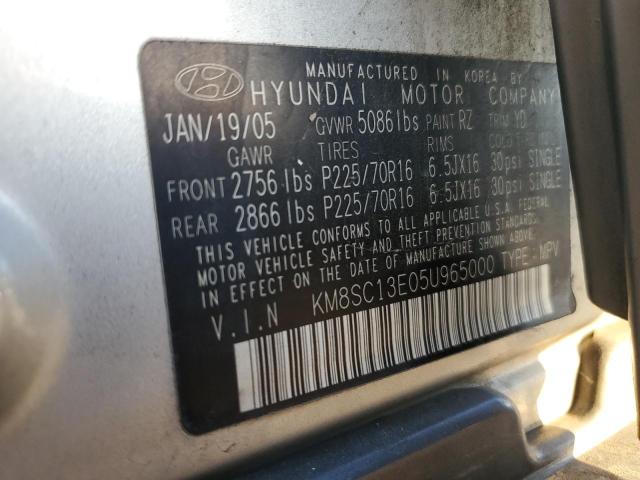 MANUFACTURED IN KOREA BY
HYUNDAI MOTOR COMPANY
JAN/19/05 GVWR 5086 lbs PAINT RZ TRIM YD
GAWR TIRES RIMS COLD
FRONT 2756 lbs P225/70R16 6.5JX16 30psi SINGLE
REAR 2866 lbs P225/70R16 6.5JX16 30psi SINGLE
THIS VEHICLE CONFORMS TO ALL APPLICABLE U.S.A FEDERAL
MOTOR VEHICLE SAFETY AND THEFT PREVENTION STANDARDS
IN EFFECT ON THE DATE OF MANUFACTURE SHOWN ABOVE.
V.I.N KM8SC13E05U965000 TYPE - MPV